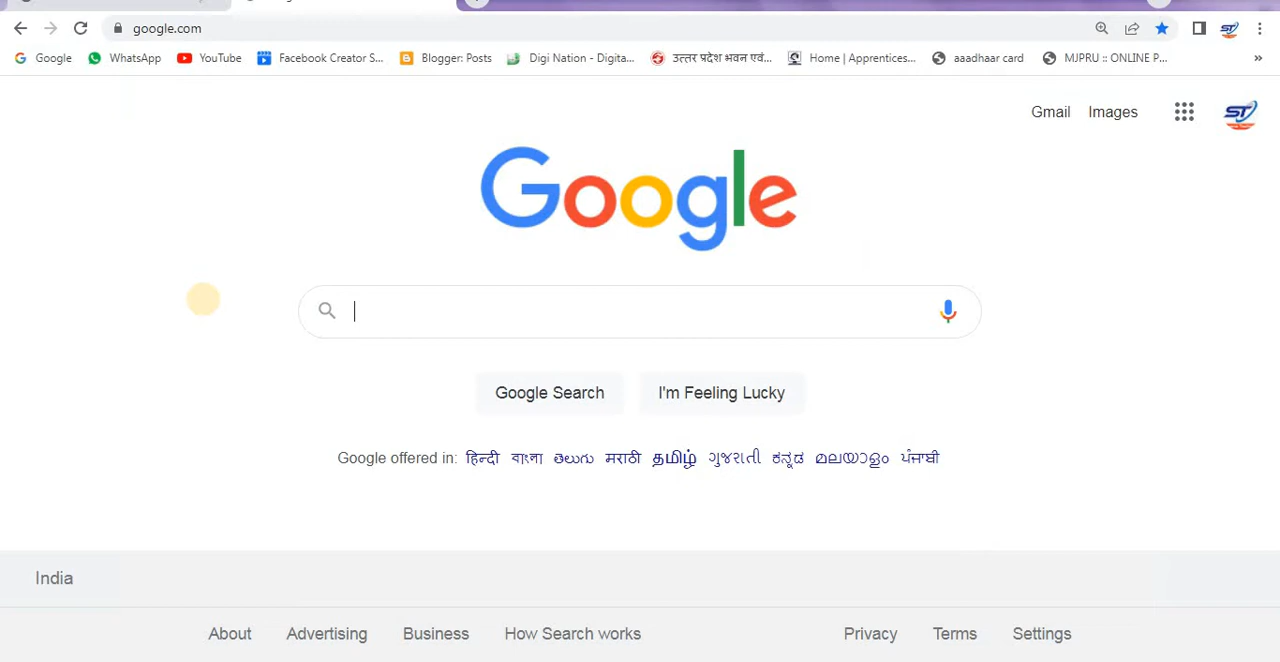 google.com
Google WhatsApp YouTube Facebook Creator S... Blogger: Posts Digi Nation - Digita... उत्तर प्रदेश भवन एवं... Home | Apprentices... aaadhaar card MJPRU :: ONLINE P... »
Gmail Images ST
Google
Google Search I'm Feeling Lucky
Google offered in: हिन्दी বাংলা తెలుగు मराठी தமிழ் ગુજરાતી ಕನ್ನಡ മലയാളം ਪੰਜਾਬੀ
India
About Advertising Business How Search works Privacy Terms Settings